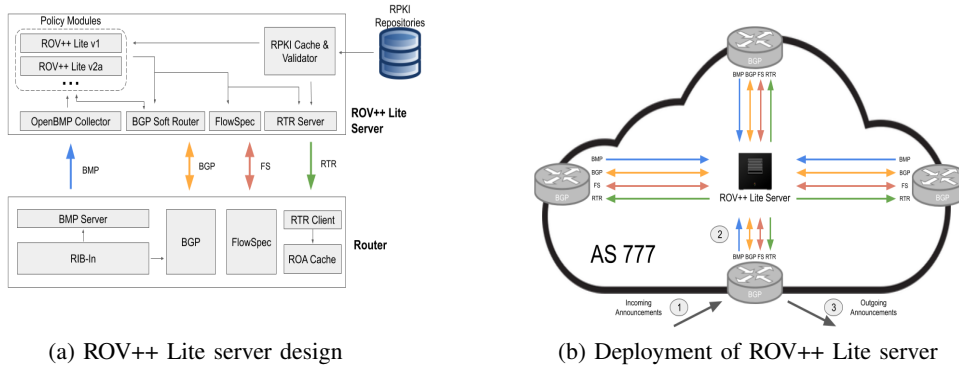 Policy Modules
ROV++ Lite v1
ROV++ Lite v2a
...
RPKI Cache &
Validator
RPKI
Repositories
OpenBMP Collector
BGP Soft Router
FlowSpec
RTR Server
ROV++ Lite
Server
BMP
BGP
FS
RTR
BMP Server
RIB-In
BGP
FlowSpec
RTR Client
ROA Cache
Router
(a) ROV++ Lite server design
BGP
BMP BGP FS RTR
BMP
BGP
FS
RTR
BGP
ROV++ Lite Server
BMP
BGP
FS
RTR
BGP
2
AS 777
BMP BGP FS RTR
BGP
Incoming
Announcements
1
3
Outgoing
Announcements
(b) Deployment of ROV++ Lite server